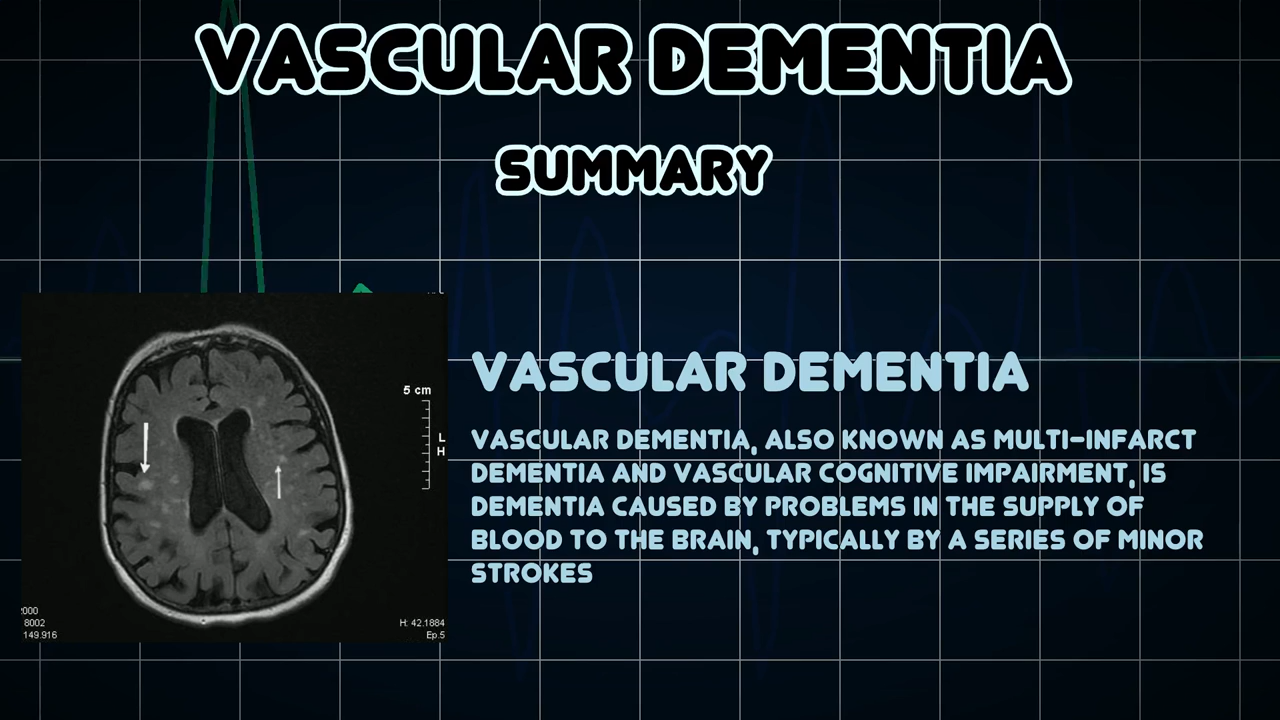 VASCULAR DEMENTIA
SUMMARY
5 cm
L
H
VASCULAR DEMENTIA
VASCULAR DEMENTIA, ALSO KNOWN AS MULTI-INFARCT
DEMENTIA AND VASCULAR COGNITIVE IMPAIRMENT, IS
DEMENTIA CAUSED BY PROBLEMS IN THE SUPPLY OF
BLOOD TO THE BRAIN, TYPICALLY BY A SERIES OF MINOR
STROKES
8002
149.916
H: 42.1884
Ep.5